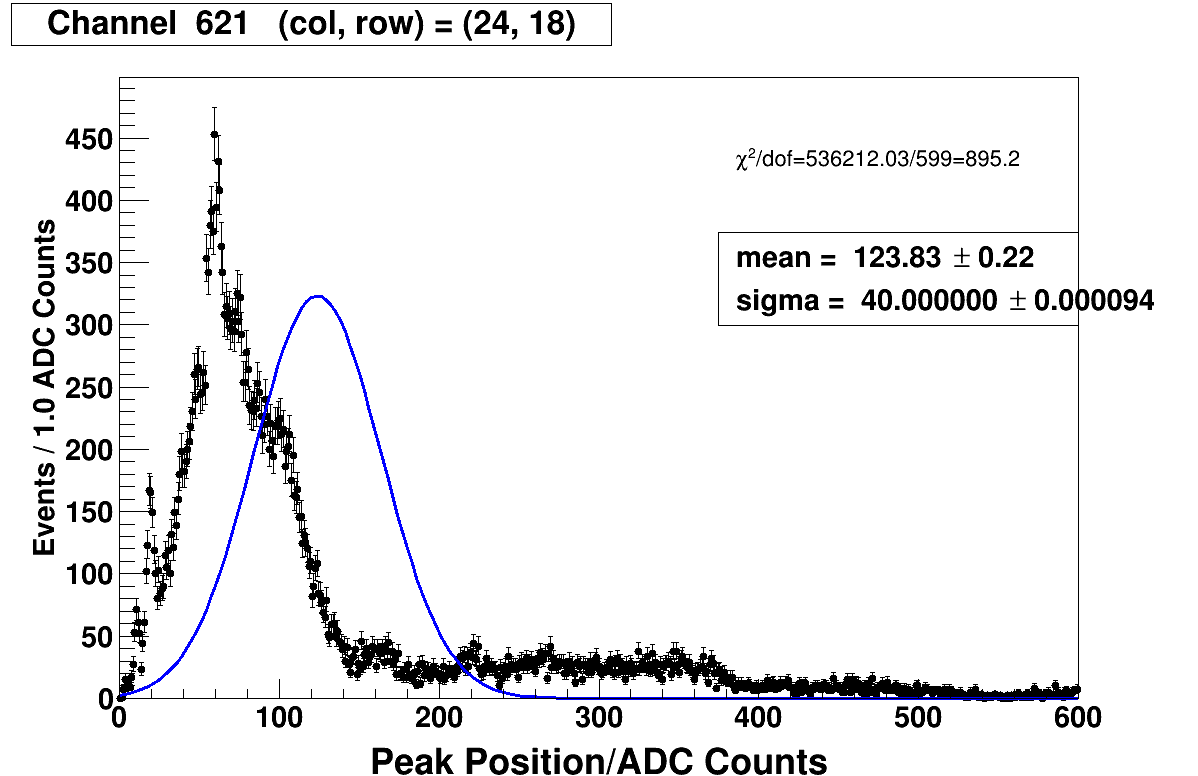 Channel 621 (col, row) = (24, 18)
χ²/dof=536212.03/599=895.2
mean = 123.83 ± 0.22
sigma = 40.000000 ± 0.000094
Events / 1.0 ADC Counts
450
400
350
300
250
200
150
100
50
0
0 100 200 300 400 500 600
Peak Position/ADC Counts